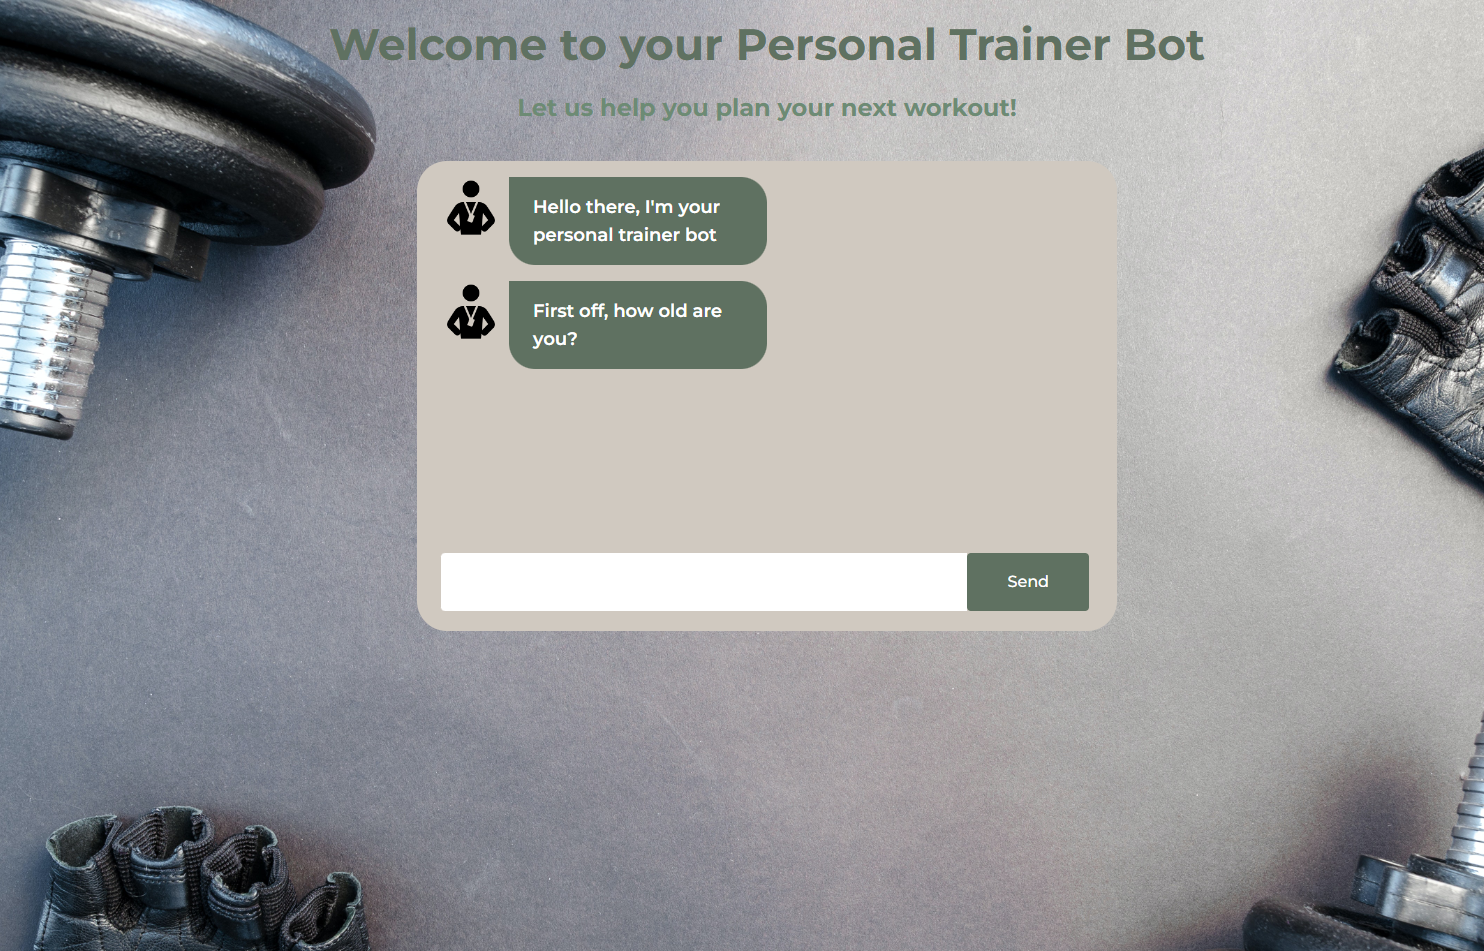 Welcome to your Personal Trainer Bot
Let us help you plan your next workout!
Hello there, I'm your
personal trainer bot
First off, how old are
you?
Send